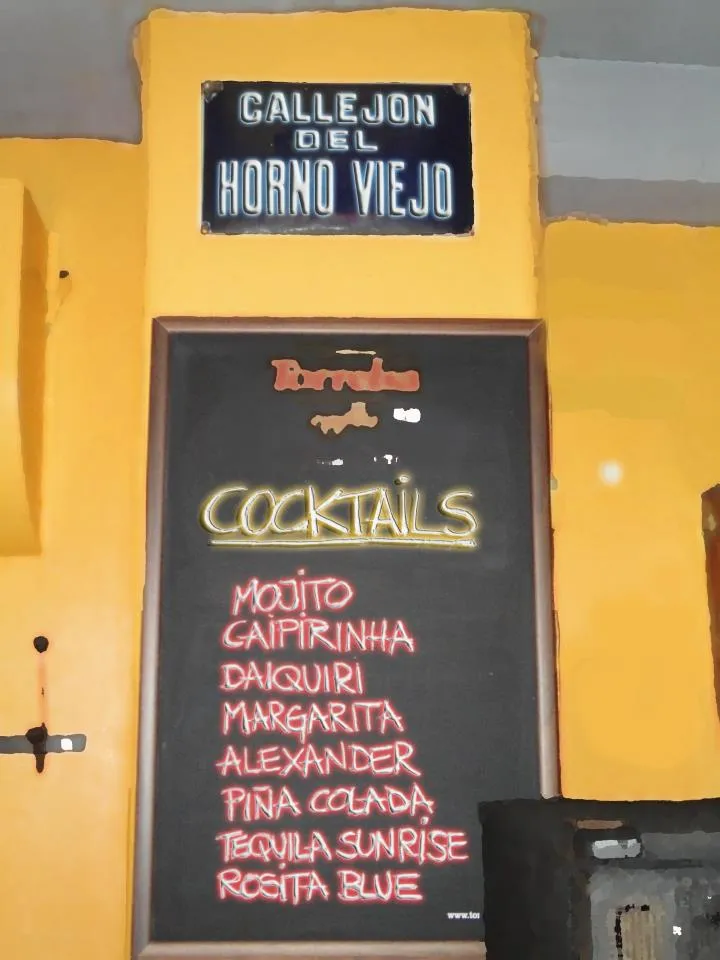 CALLEJON
DEL
HORNO VIEJO
COCKTAiLS
MOJITO
CAIPIRINHA
DAIQUIRI
MARGARITA
ALEXANDER
PIÑA COLADA
TEQUILA SUNRISE
ROSITA BLUE